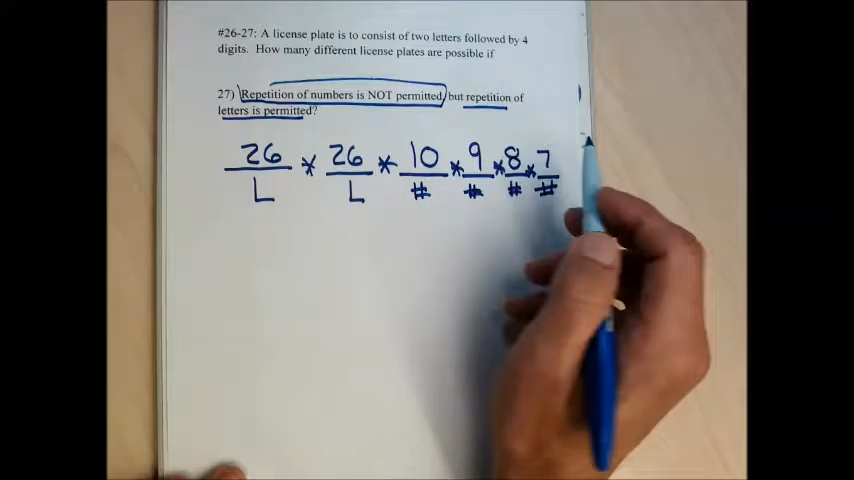 #26-27: A license plate is to consist of two letters followed by 4
digits. How many different license plates are possible if
27) Repetition of numbers is NOT permitted, but repetition of
letters is permitted?
26 * 26 * 10 * 9 * 8 * 7
L L # # # #